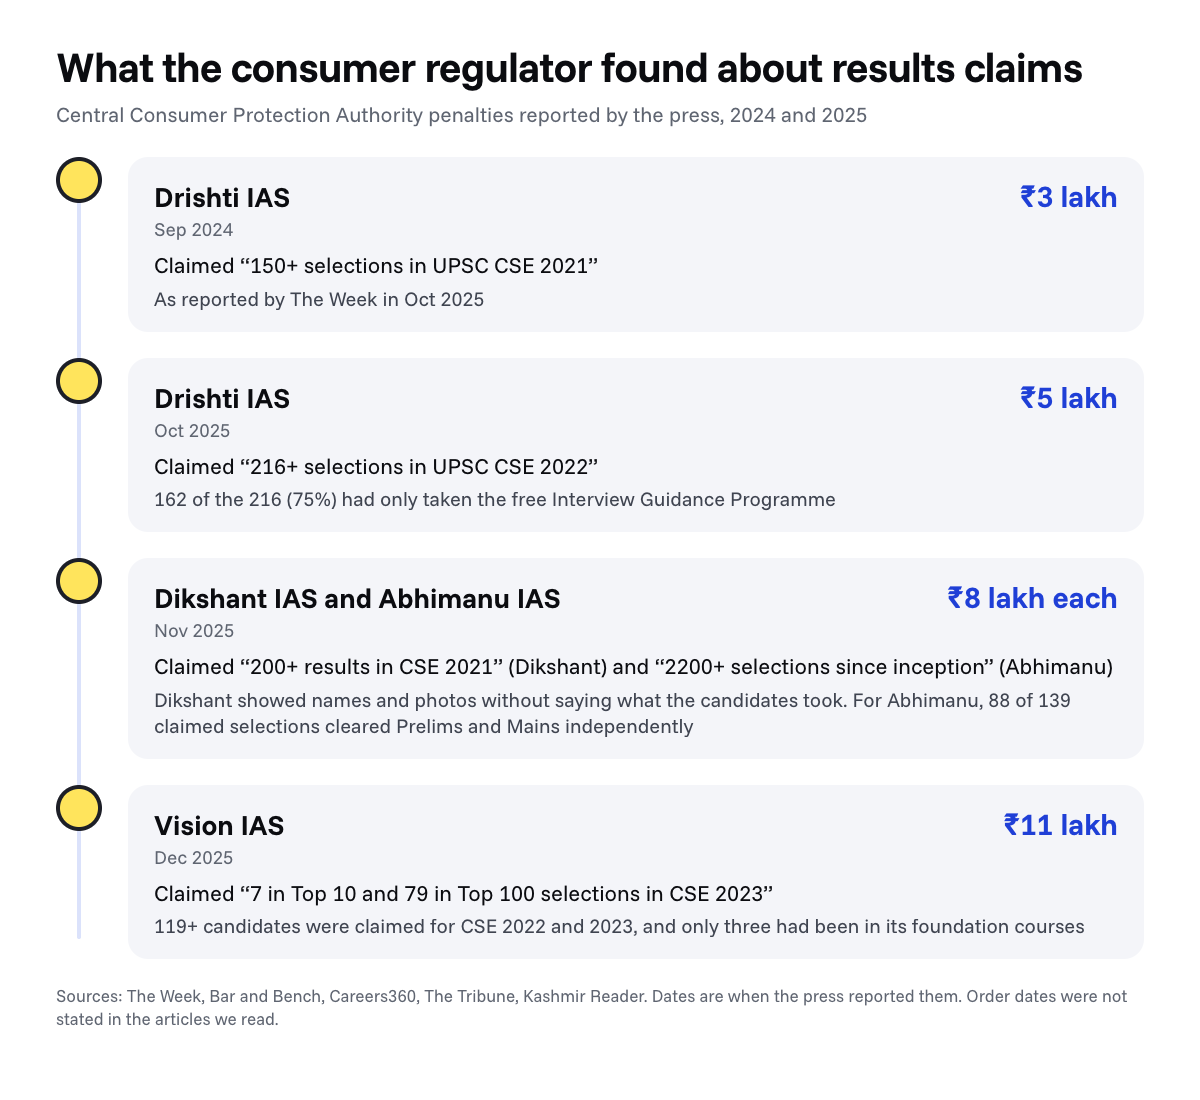 What the consumer regulator found about results claims
Central Consumer Protection Authority penalties reported by the press, 2024 and 2025
Drishti IAS
₹3 lakh
Sep 2024
Claimed “150+ selections in UPSC CSE 2021”
As reported by The Week in Oct 2025
Drishti IAS
₹5 lakh
Oct 2025
Claimed “216+ selections in UPSC CSE 2022”
162 of the 216 (75%) had only taken the free Interview Guidance Programme
Dikshant IAS and Abhimanu IAS
₹8 lakh each
Nov 2025
Claimed “200+ results in CSE 2021” (Dikshant) and “2200+ selections since inception” (Abhimanu)
Dikshant showed names and photos without saying what the candidates took. For Abhimanu, 88 of 139
claimed selections cleared Prelims and Mains independently
Vision IAS
₹11 lakh
Dec 2025
Claimed “7 in Top 10 and 79 in Top 100 selections in CSE 2023”
119+ candidates were claimed for CSE 2022 and 2023, and only three had been in its foundation courses
Sources: The Week, Bar and Bench, Careers360, The Tribune, Kashmir Reader. Dates are when the press reported them. Order dates were not
stated in the articles we read.